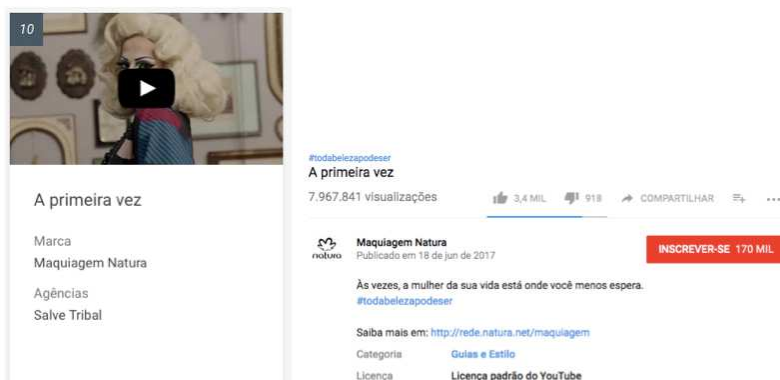 10
A primeira vez
Marca
Maquiagem Natura
Agências
Salve Tribal
#todabelezapodeser
A primeira vez
7.967.841 visualizações 3,4 MIL 918 COMPARTILHAR
natura
Maquiagem Natura
INSCREVER-SE 170 MIL
Publicado em 18 de jun de 2017
Às vezes, a mulher da sua vida está onde você menos espera.
#todabelezapodeser
Saiba mais em: http://rede.natura.net/maquiagem
Categoria Guias e Estilo
Licença Licença padrão do YouTube